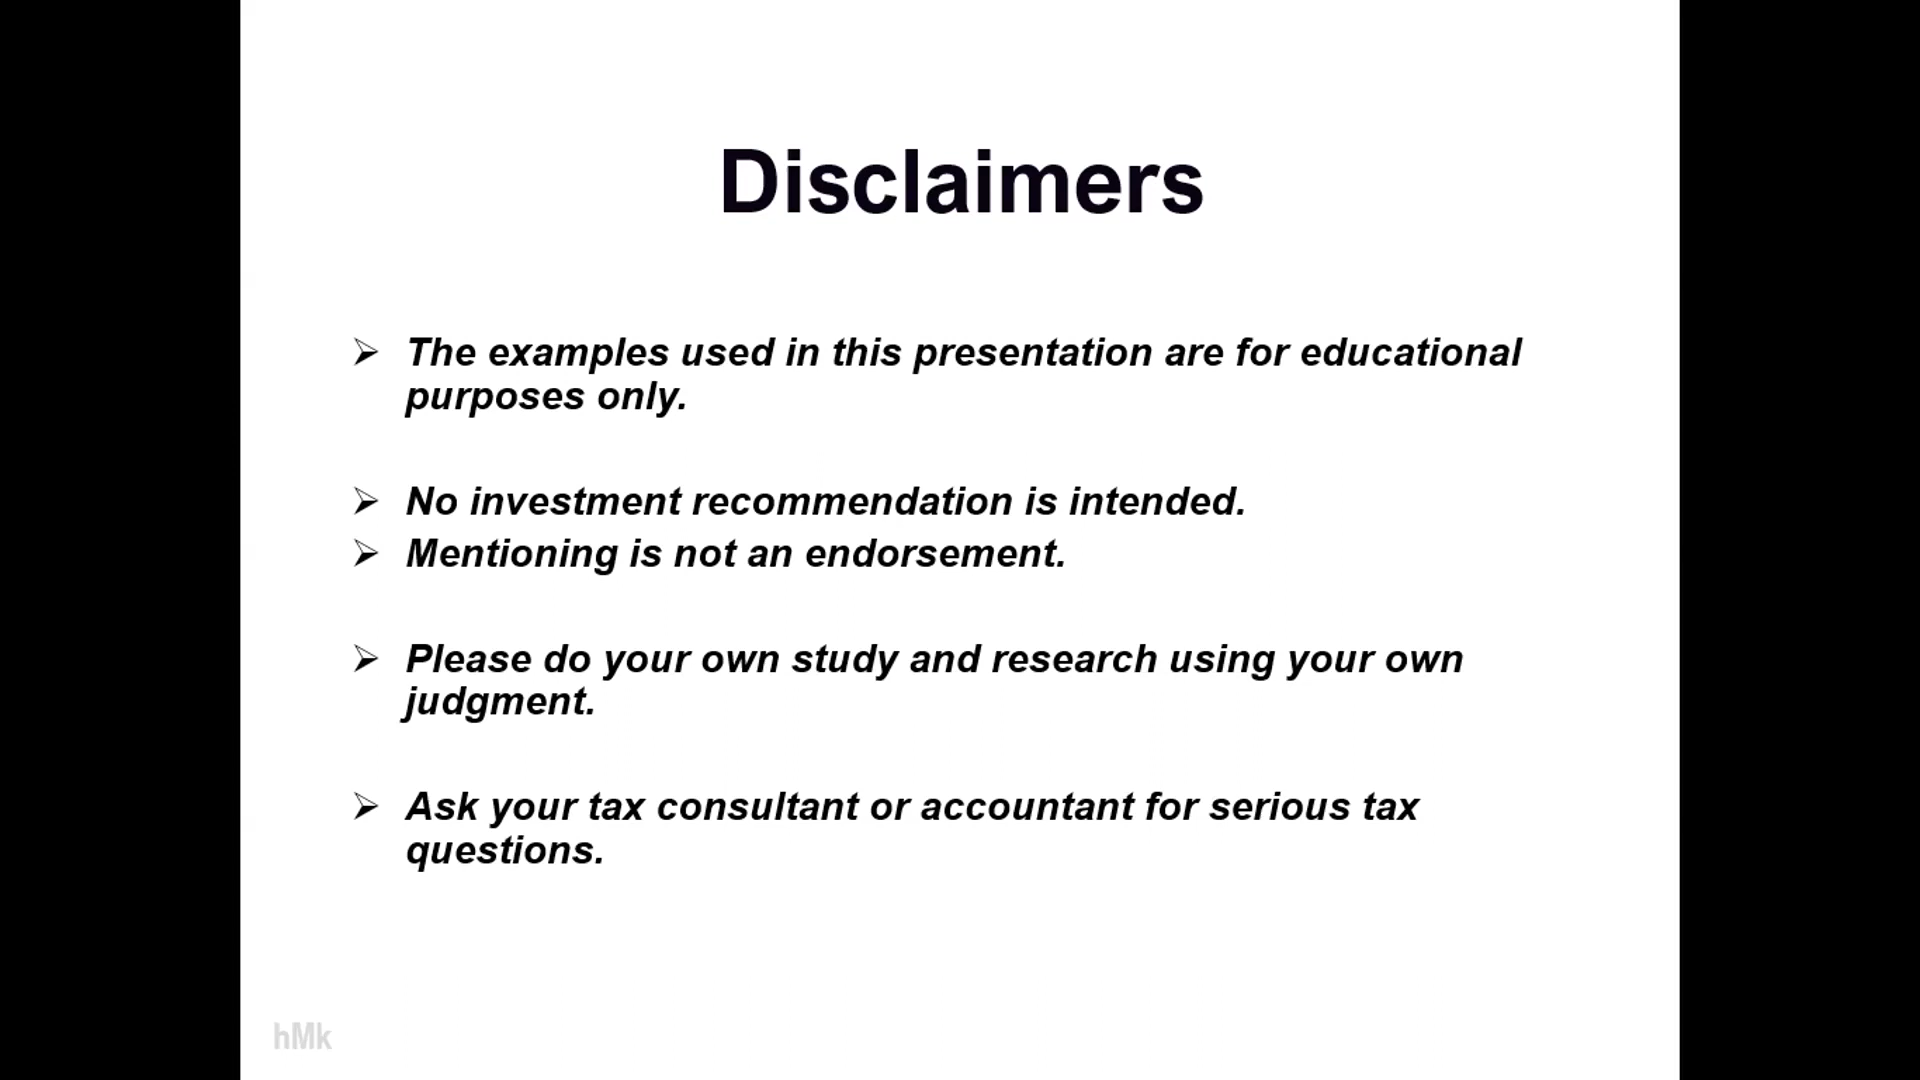 Disclaimers
➢ The examples used in this presentation are for educational
purposes only.
➢ No investment recommendation is intended.
➢ Mentioning is not an endorsement.
➢ Please do your own study and research using your own
judgment.
➢ Ask your tax consultant or accountant for serious tax
questions.
hMk